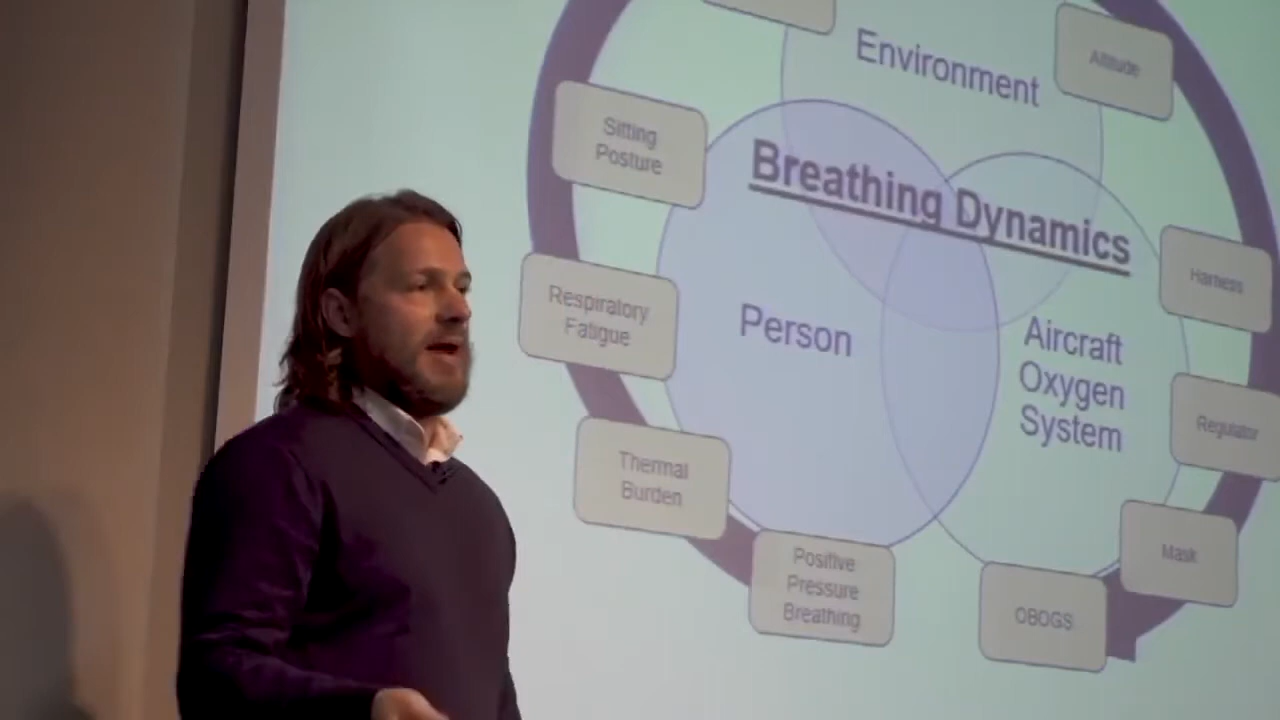 Environment
Altitude
Sitting
Posture
Breathing Dynamics
Harness
Respiratory
Fatigue
Person
Aircraft
Oxygen
System
Regulator
Thermal
Burden
Mask
Positive
Pressure
Breathing
OBOGS